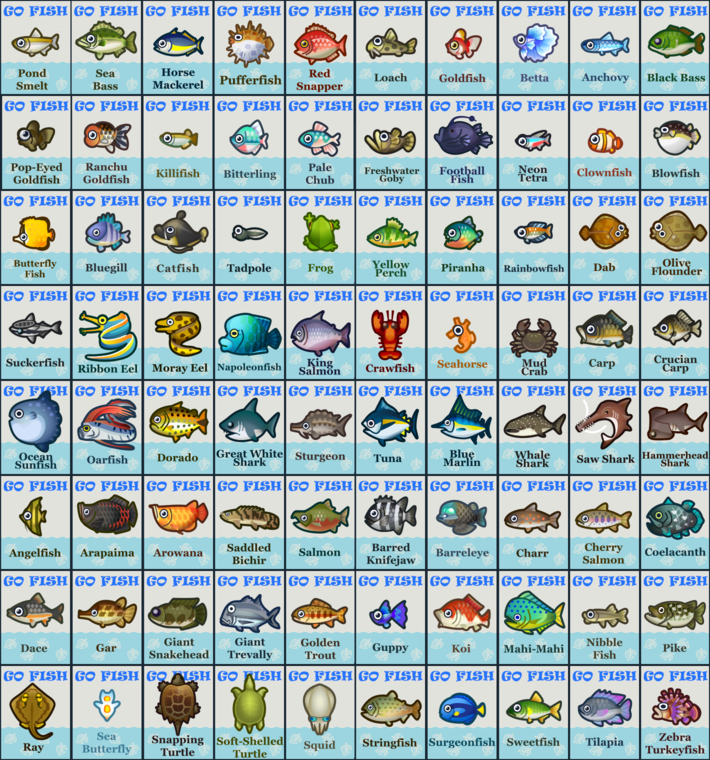 GO FISH GO FISH GO FISH GO FISH GO FISH GO FISH GO FISH GO FISH GO FISH GO FISH
Pond Smelt
Sea Bass
Horse Mackerel
Pufferfish
Red Snapper
Loach
Goldfish
Betta
Anchovy
Black Bass
GO FISH GO FISH GO FISH GO FISH GO FISH GO FISH GO FISH GO FISH GO FISH GO FISH
Pop-Eyed Goldfish
Ranchu Goldfish
Killifish
Bitterling
Pale Chub
Freshwater Goby
Football Fish
Neon Tetra
Clownfish
Blowfish
GO FISH GO FISH GO FISH GO FISH GO FISH GO FISH GO FISH GO FISH GO FISH GO FISH
Butterfly Fish
Bluegill
Catfish
Tadpole
Frog
Yellow Perch
Piranha
Rainbowfish
Dab
Olive Flounder
GO FISH GO FISH GO FISH GO FISH GO FISH GO FISH GO FISH GO FISH GO FISH GO FISH
Suckerfish
Ribbon Eel
Moray Eel
Napoleonfish
King Salmon
Crawfish
Seahorse
Mud Crab
Carp
Crucian Carp
GO FISH GO FISH GO FISH GO FISH GO FISH GO FISH GO FISH GO FISH GO FISH GO FISH
Ocean Sunfish
Oarfish
Dorado
Great White Shark
Sturgeon
Tuna
Blue Marlin
Whale Shark
Saw Shark
Hammerhead Shark
GO FISH GO FISH GO FISH GO FISH GO FISH GO FISH GO FISH GO FISH GO FISH GO FISH
Angelfish
Arapaima
Arowana
Saddled Bichir
Salmon
Barred Knifejaw
Barreleye
Charr
Cherry Salmon
Coelacanth
GO FISH GO FISH GO FISH GO FISH GO FISH GO FISH GO FISH GO FISH GO FISH GO FISH
Dace
Gar
Giant Snakehead
Giant Trevally
Golden Trout
Guppy
Koi
Mahi-Mahi
Nibble Fish
Pike
GO FISH GO FISH GO FISH GO FISH GO FISH GO FISH GO FISH GO FISH GO FISH GO FISH
Ray
Sea Butterfly
Snapping Turtle
Soft-Shelled Turtle
Squid
Stringfish
Surgeonfish
Sweetfish
Tilapia
Zebra Turkeyfish